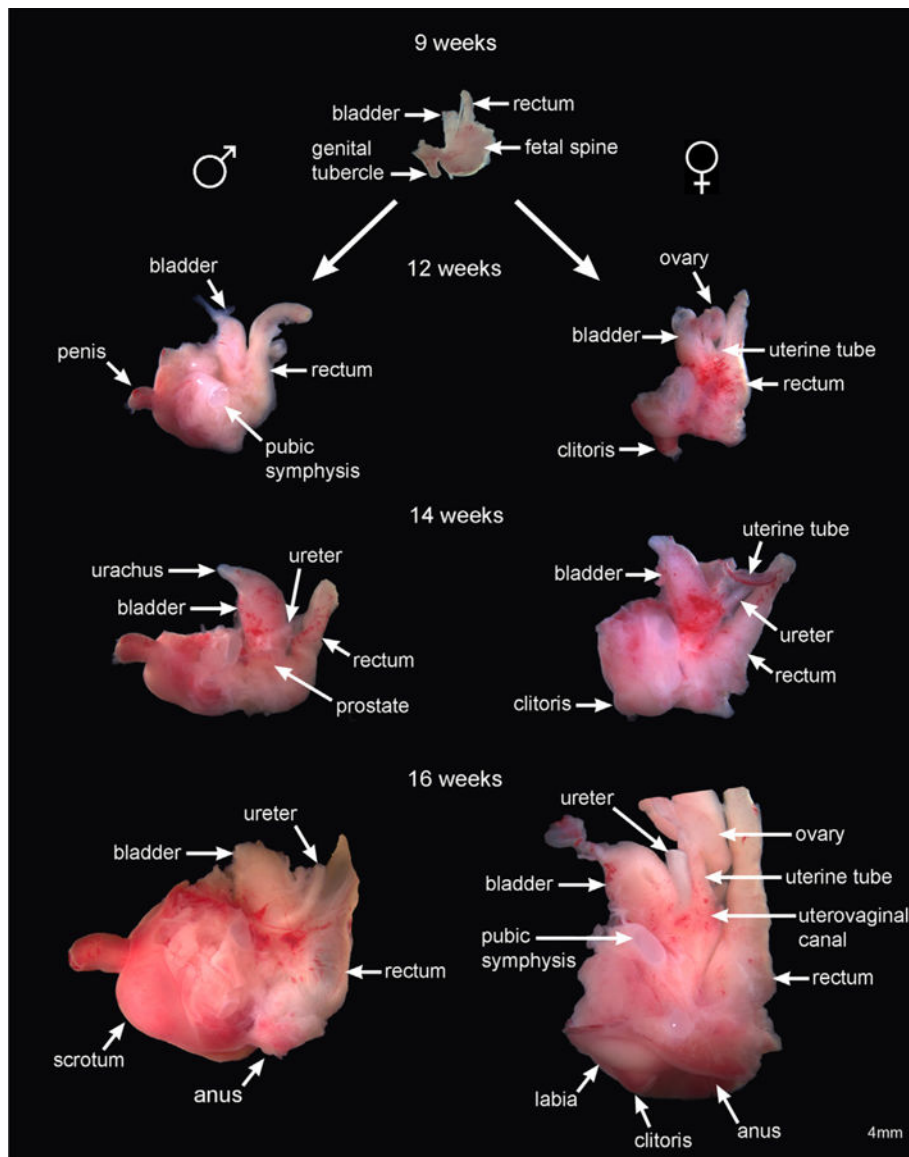 9 weeks
bladder
rectum
genital
tubercle
fetal spine
12 weeks
bladder
penis
rectum
pubic
symphysis
ovary
bladder
uterine tube
rectum
clitoris
14 weeks
urachus
ureter
bladder
rectum
prostate
uterine tube
bladder
ureter
rectum
clitoris
16 weeks
ureter
bladder
rectum
scrotum
anus
ureter
ovary
bladder
uterine tube
uterovaginal
canal
pubic
symphysis
rectum
labia
clitoris
anus
4mm